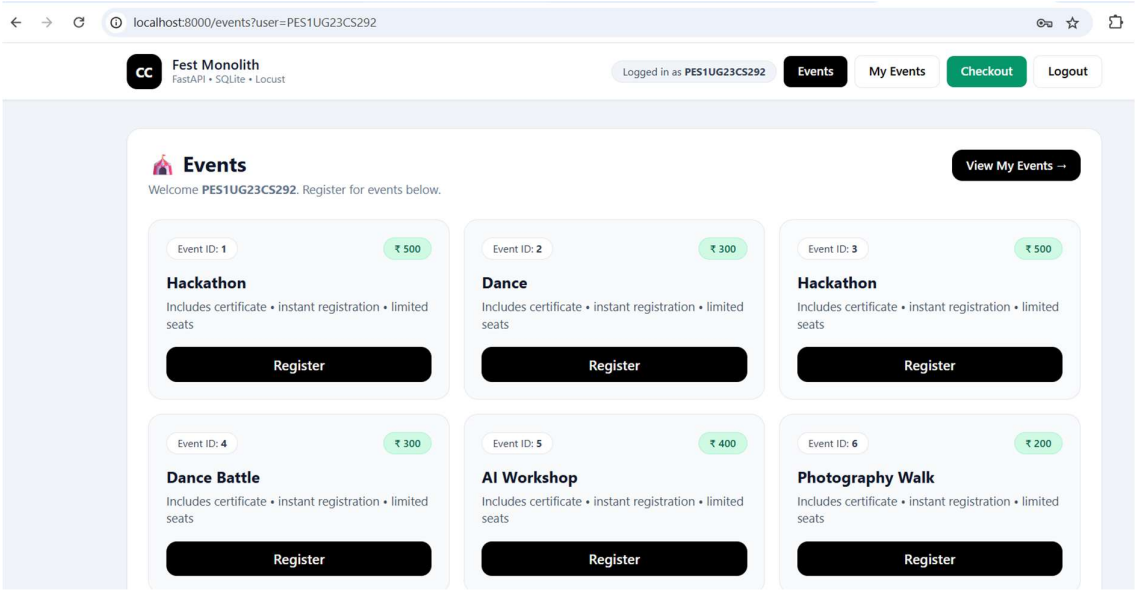 localhost:8000/events?user=PES1UG23CS292
CC
Fest Monolith
FastAPI • SQLite • Locust
Logged in as PES1UG23CS292
Events
My Events
Checkout
Logout
Events
View My Events →
Welcome PES1UG23CS292. Register for events below.
Event ID: 1
₹ 500
Hackathon
Includes certificate • instant registration • limited
seats
Register
Event ID: 2
₹ 300
Dance
Includes certificate • instant registration • limited
seats
Register
Event ID: 3
₹ 500
Hackathon
Includes certificate • instant registration • limited
seats
Register
Event ID: 4
₹ 300
Dance Battle
Includes certificate • instant registration • limited
seats
Register
Event ID: 5
₹ 400
AI Workshop
Includes certificate • instant registration • limited
seats
Register
Event ID: 6
₹ 200
Photography Walk
Includes certificate • instant registration • limited
seats
Register